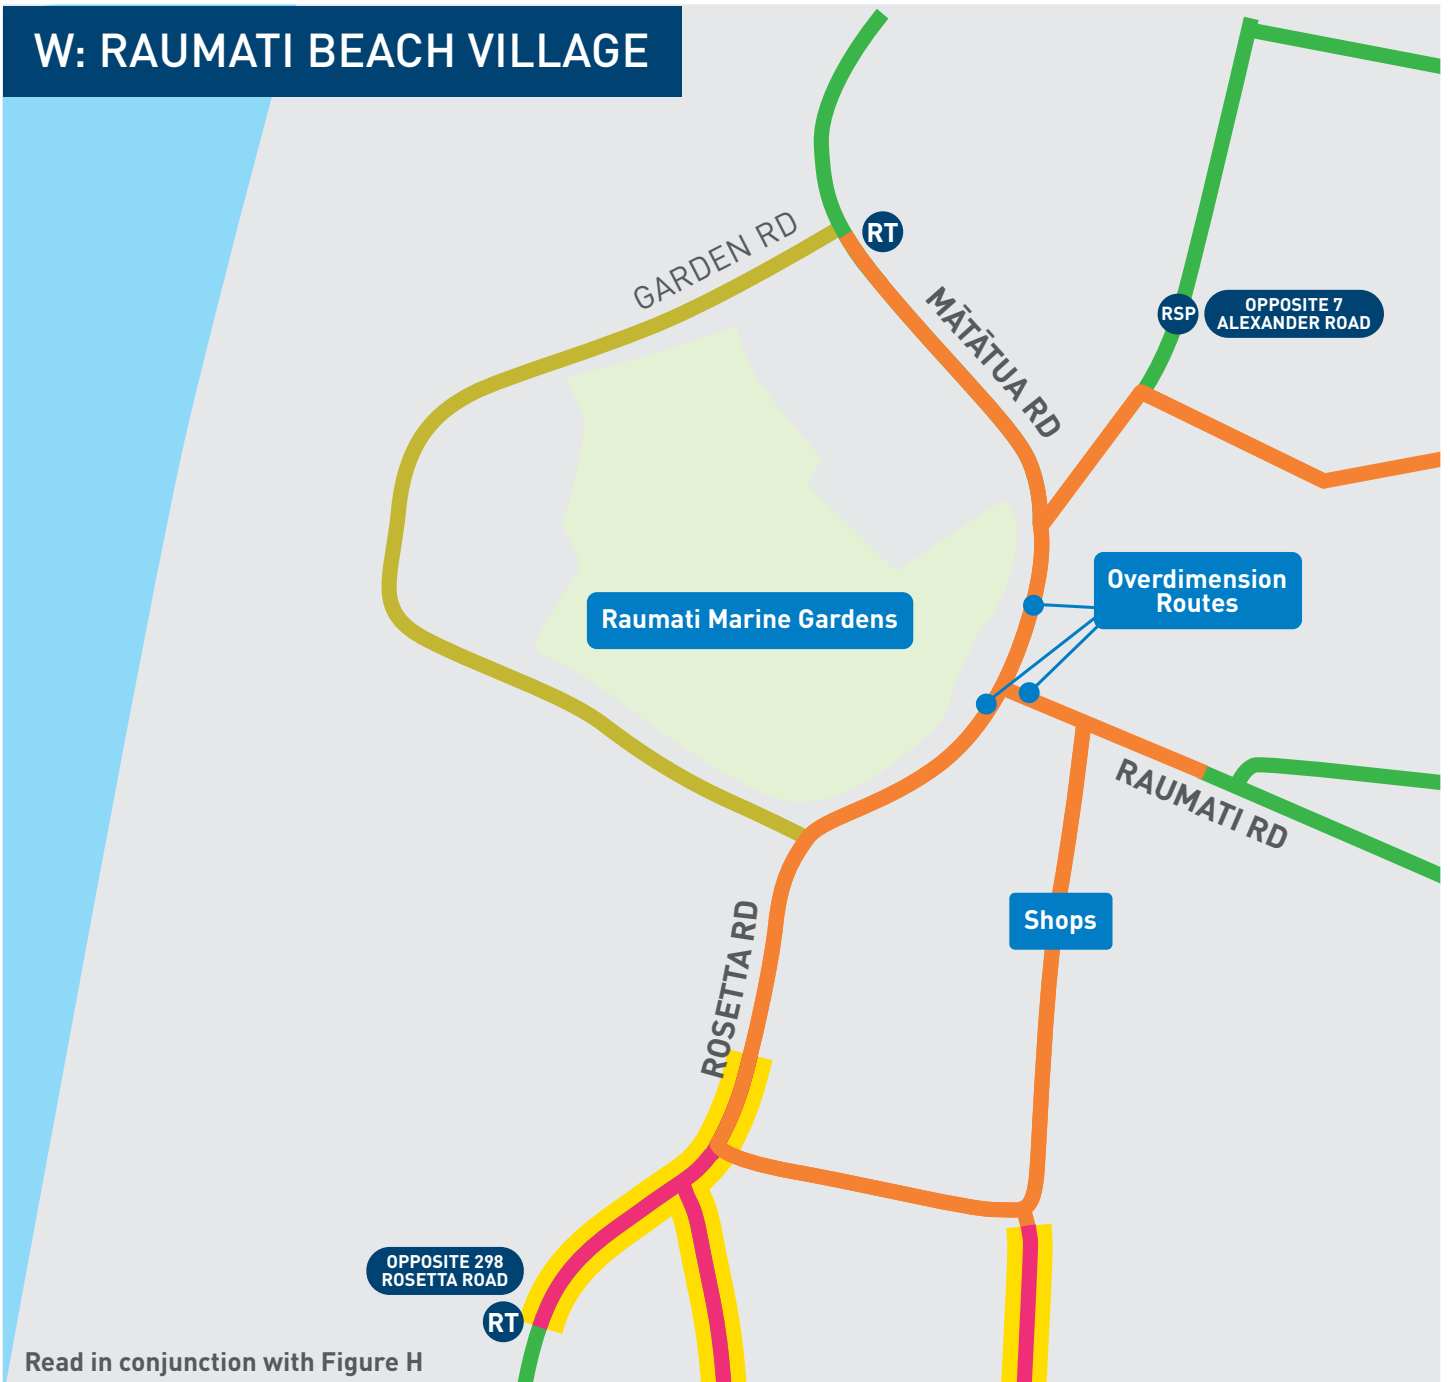 W: RAUMATI BEACH VILLAGE
GARDEN RD
RT
MĀTĀTUA RD
RSP
OPPOSITE 7
ALEXANDER ROAD
Overdimension
Routes
Raumati Marine Gardens
RAUMATI RD
Shops
ROSETTA RD
OPPOSITE 298
ROSETTA ROAD
RT
Read in conjunction with Figure H